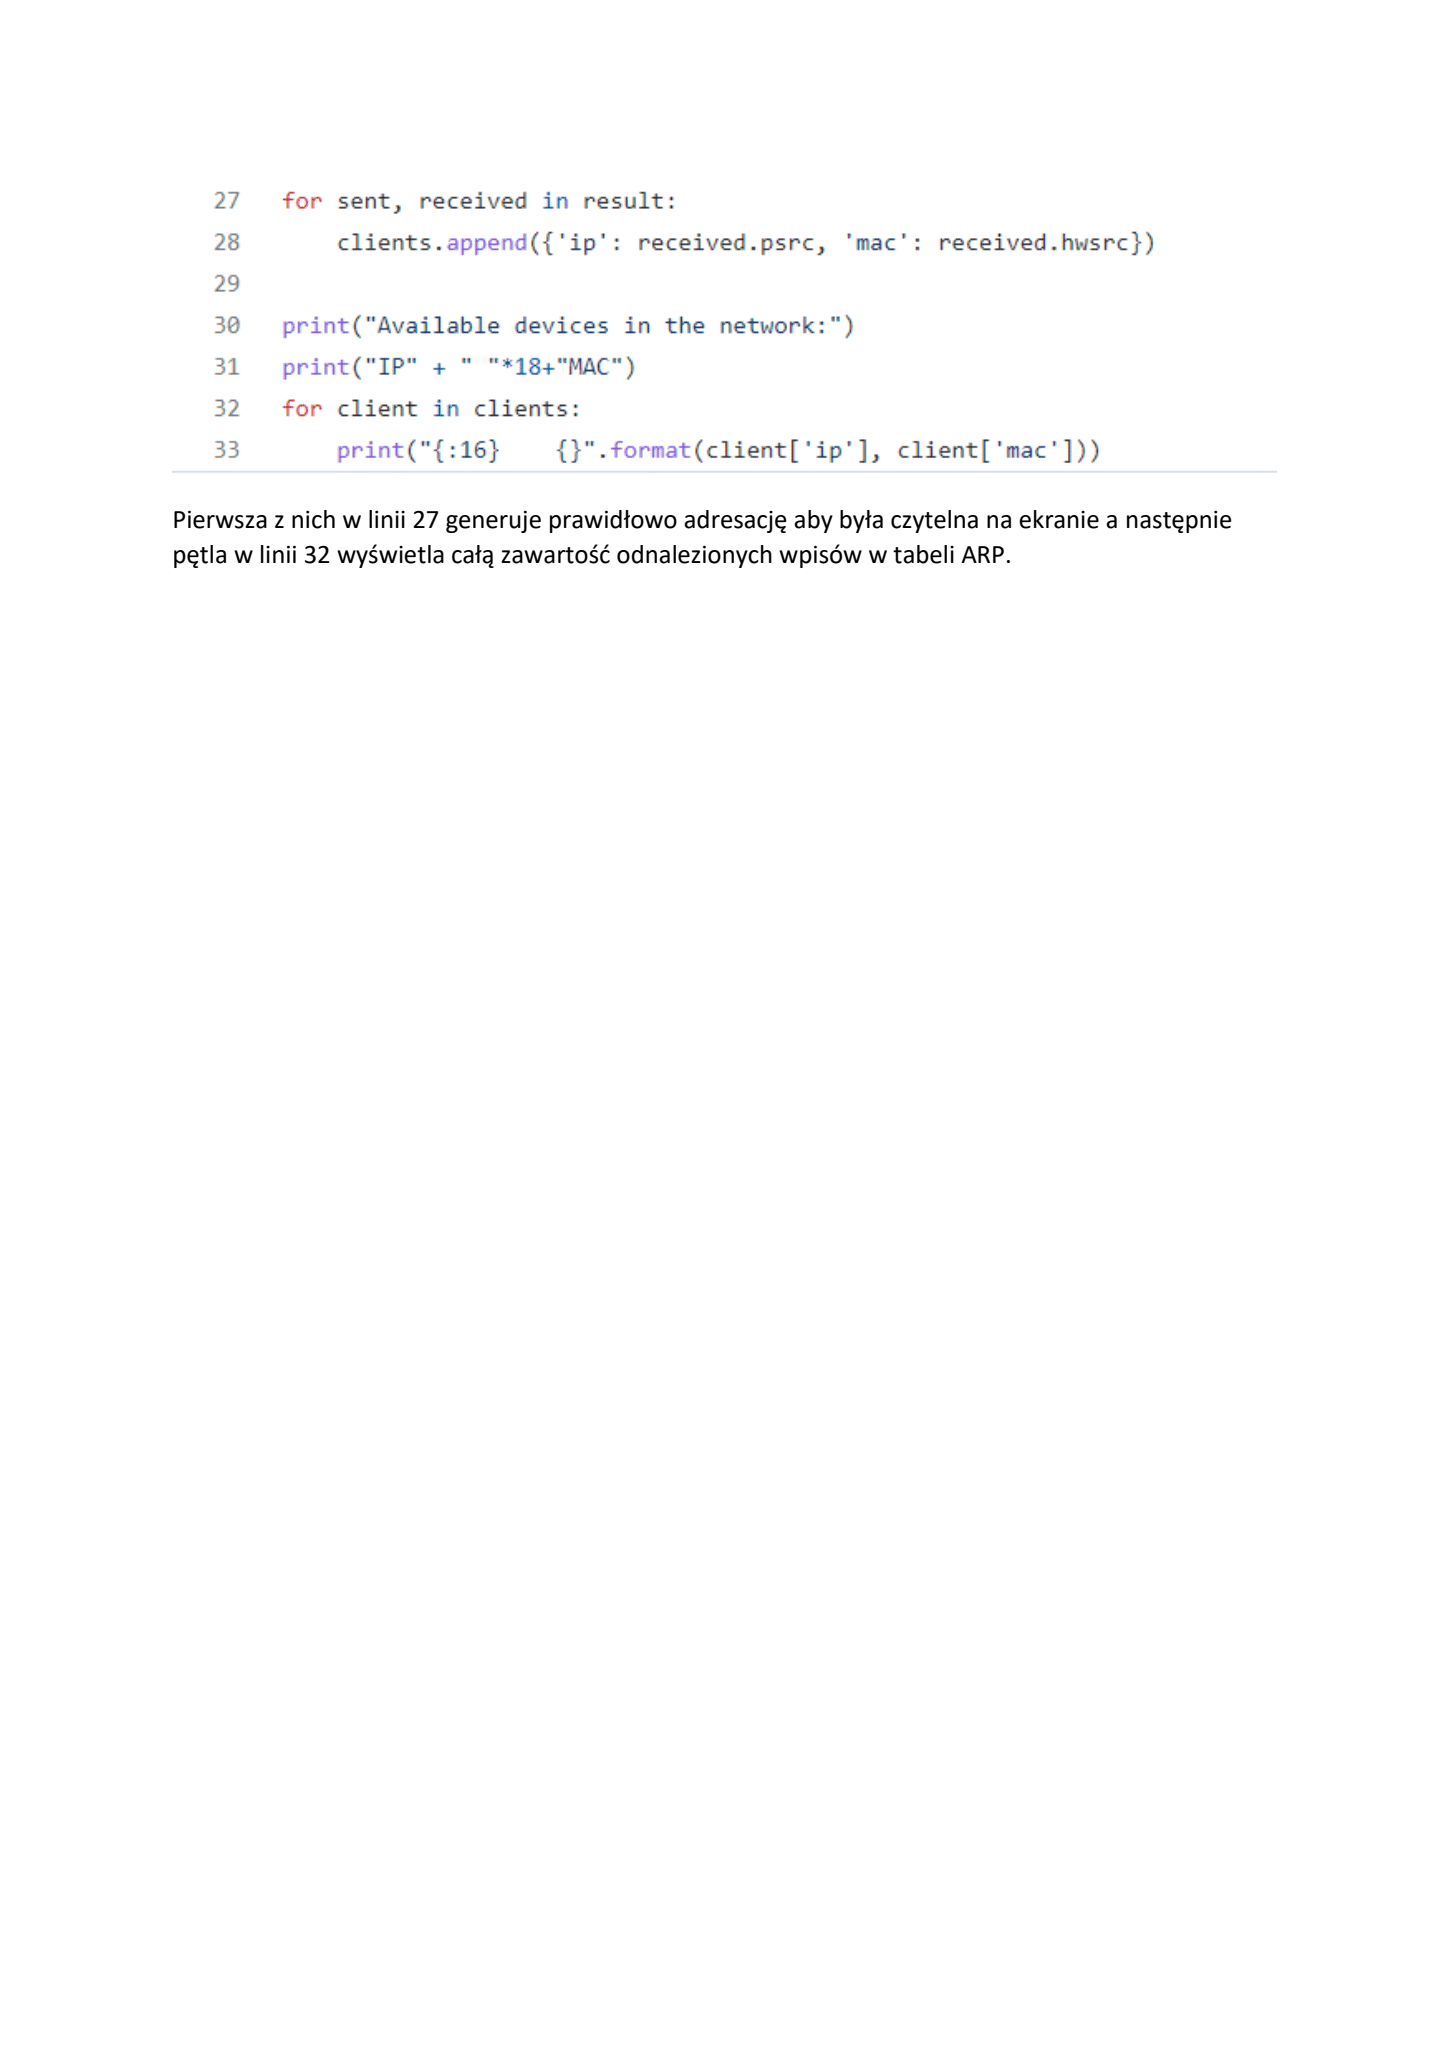 27 for sent, received in result:
28     clients.append({'ip': received.psrc, 'mac': received.hwsrc})
29
30 print("Available devices in the network:")
31 print("IP" + " "*18+"MAC")
32 for client in clients:
33     print("{:16}    {}".format(client['ip'], client['mac']))
Pierwsza z nich w linii 27 generuje prawidłowo adresację aby była czytelna na ekranie a następnie
pętla w linii 32 wyświetla całą zawartość odnalezionych wpisów w tabeli ARP.